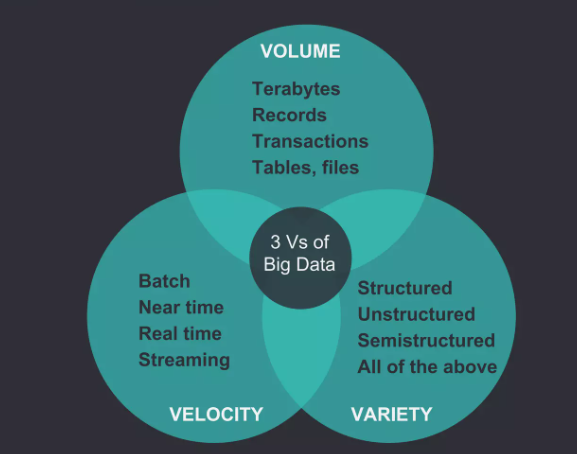 VOLUME
Terabytes
Records
Transactions
Tables, files
3 Vs of
Big Data
Batch
Near time
Real time
Streaming
VELOCITY
Structured
Unstructured
Semistructured
All of the above
VARIETY